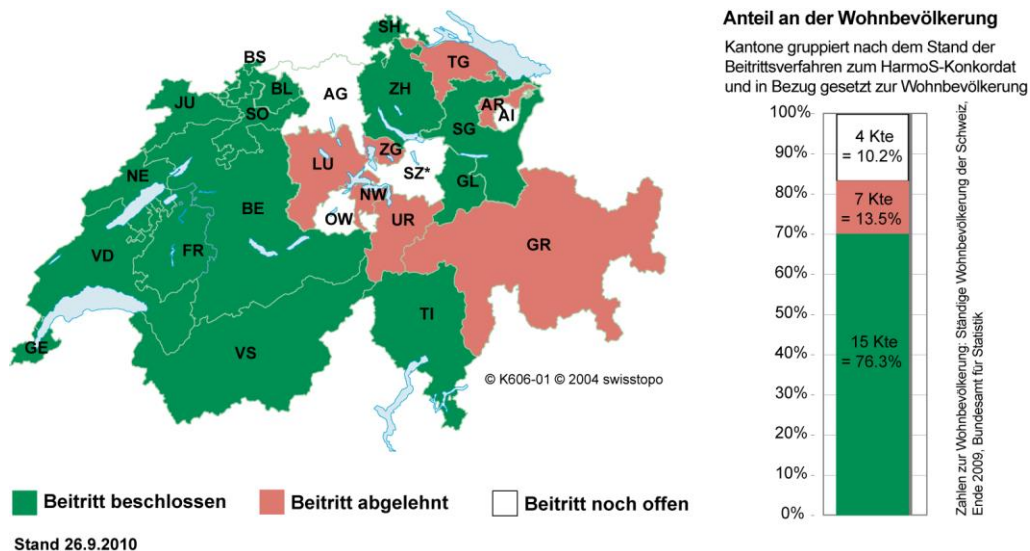 SH
BS
TG
BL
AG
ZH
JU
SO
AR
AI
SG
ZG
LU
SZ*
NE
GL
NW
BE
OW
UR
GR
FR
VD
TI
GE
VS
© K606-01 © 2004 swisstopo
Beitritt beschlossen
Beitritt abgelehnt
Beitritt noch offen
Stand 26.9.2010
Anteil an der Wohnbevölkerung
Kantone gruppiert nach dem Stand der
Beitrittsverfahren zum HarmoS-Konkordat
und in Bezug gesetzt zur Wohnbevölkerung
100%
90%
80%
70%
60%
50%
40%
30%
20%
10%
0%
4 Kte
= 10.2%
7 Kte
= 13.5%
15 Kte
= 76.3%
Zahlen zur Wohnbevölkerung: Ständige Wohnbevölkerung der Schweiz,
Ende 2009, Bundesamt für Statistik